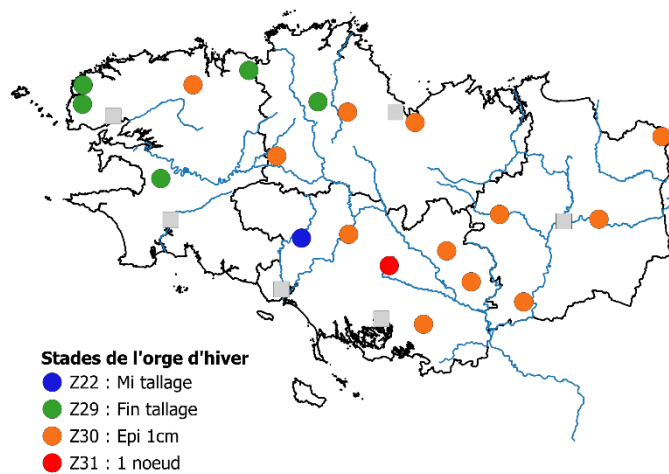 Stades de l'orge d'hiver
Z22 : Mi tallage
Z29 : Fin tallage
Z30 : Epi 1cm
Z31 : 1 noeud